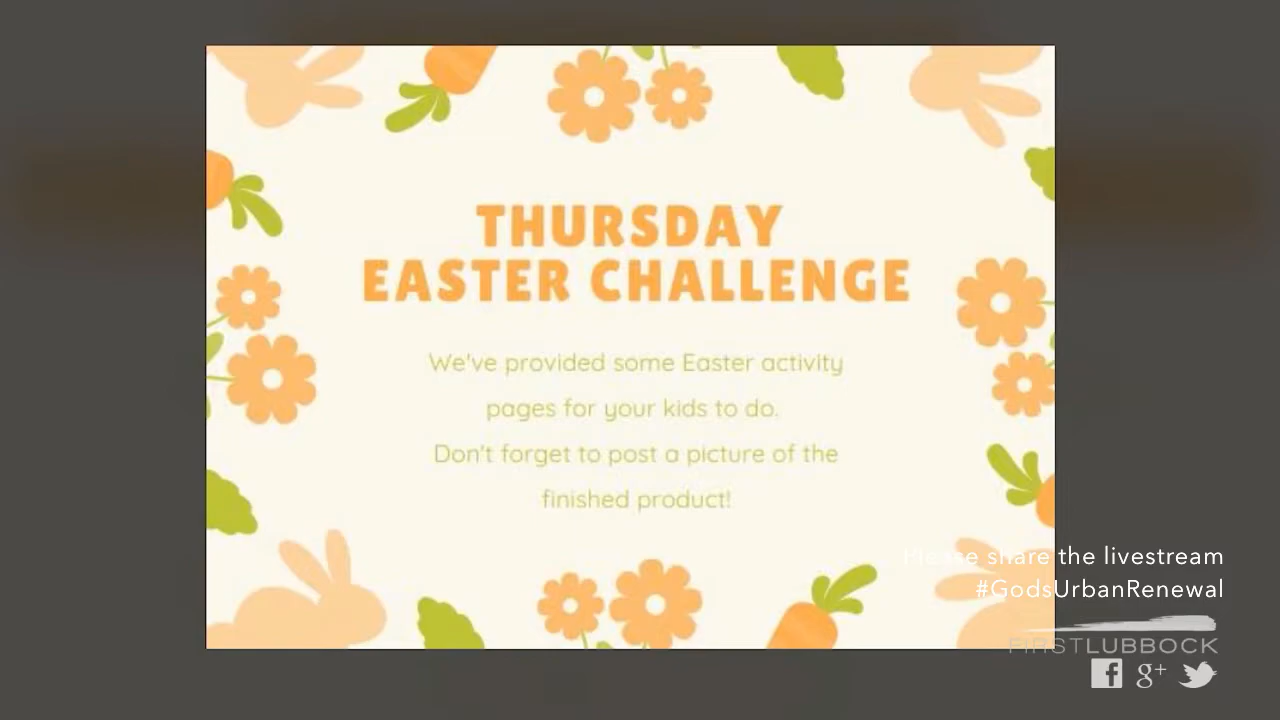 THURSDAY
EASTER CHALLENGE
We've provided some Easter activity
pages for your kids to do.
Don't forget to post a picture of the
finished product!
Please share the livestream
#GodsUrbanRenewal
FIRSTLUBBOCK
f g+